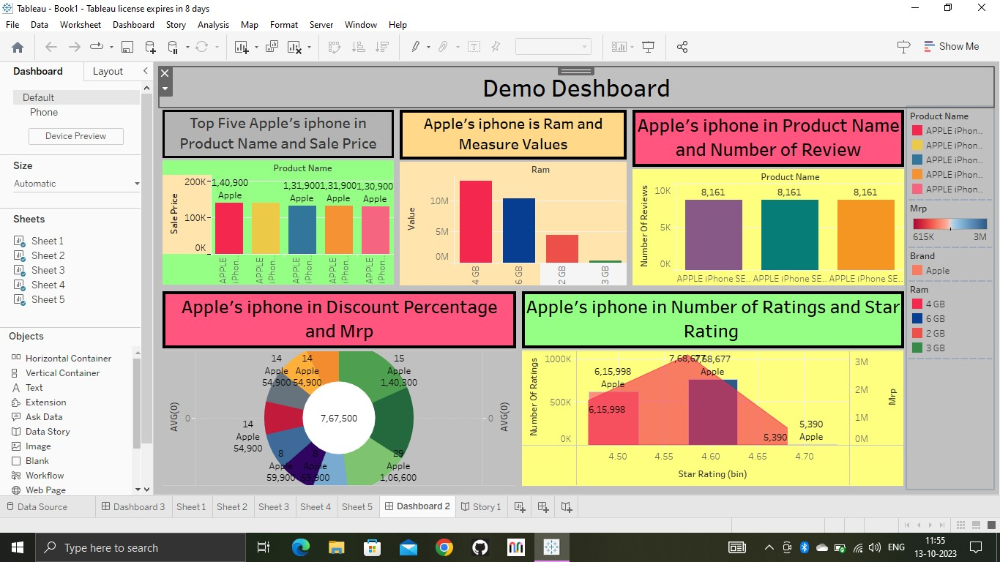 Tableau - Book1 - Tableau license expires in 8 days
File Data Worksheet Dashboard Story Analysis Map Format Server Window Help
Show Me
Dashboard Layout
Default
Phone
Device Preview
Size
Automatic
Sheets
Sheet 1
Sheet 2
Sheet 3
Sheet 4
Sheet 5
Objects
Horizontal Container
Vertical Container
Text
Extension
Ask Data
Data Story
Image
Blank
Workflow
Web Page
Demo Deshboard
Top Five Apple's iphone in
Product Name and Sale Price
Product Name
Sale Price
200K
100K
0K
1,40,900
Apple
1,31,900
Apple
1,31,900
Apple
1,30,900
Apple
APPLE iPhon..
APPLE iPhon..
APPLE iPhon..
APPLE iPhon..
APPLE iPhon..
Apple's iphone is Ram and
Measure Values
Ram
Value
10M
5M
0M
4 GB
6 GB
2 GB
3 GB
Apple's iphone in Product Name
and Number of Review
Product Name
Number Of Reviews
10K
5K
0K
8,161 8,161 8,161
APPLE iPhone SE.. APPLE iPhone SE.. APPLE iPhone SE..
Product Name
APPLE iPhon..
APPLE iPhon..
APPLE iPhon..
APPLE iPhon..
APPLE iPhon..
Mrp
615K 3M
Brand
Apple
Ram
4 GB
6 GB
2 GB
3 GB
Apple's iphone in Discount Percentage
and Mrp
AVG(0)
0
14
Apple
54,900
14
Apple
54,900
15
Apple
1,40,300
14
Apple
54,900
7,67,500
8
Apple
59,900
8
Apple
59,900
29
Apple
1,06,600
0
AVG(0)
Apple's iphone in Number of Ratings and Star
Rating
Number Of Ratings
1000K
500K
0K
6,15,998
Apple
6,15,998
7,68,677
7,68,677
Apple
5,390
5,390
Apple
3M
2M
1M
0M
Mrp
4.50 4.55 4.60 4.65 4.70
Star Rating (bin)
Data Source Dashboard 3 Sheet 1 Sheet 2 Sheet 3 Sheet 4 Sheet 5 Dashboard 2 Story 1
Type here to search
ENG
11:55
13-10-2023